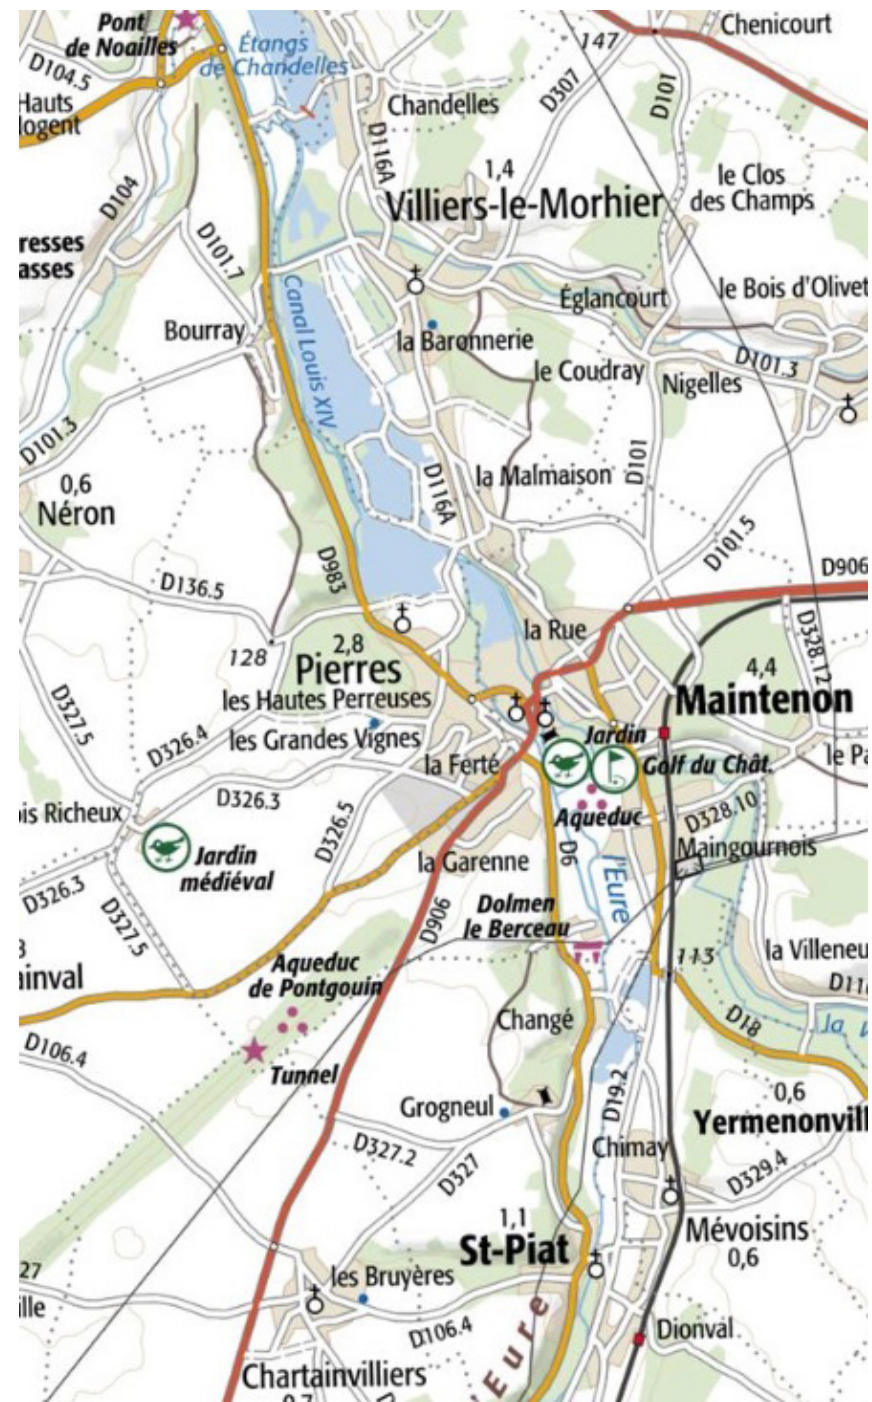 Pont
de Noailles
Étangs
de Chandelles
147
Chenicourt
D104.5
Hauts
D307
D101
Chandelles
D116A
1,4
le Clos
des Champs
D104
Villiers-le-Morhier
D101.7
Canal Louis XIV
Églancourt
le Bois d'Olivet
Bourray
la Baronnerie
D101.3
le Coudray
Nigelles
D101.3
0,6
Néron
D116A
la Malmaison
D101
D101.5
D983
D906
D136.5
la Rue
D328.12
128
2,8
Pierres
4,4
Maintenon
les Hautes Perreuses
D327.5
D326.4
les Grandes Vignes
Jardin
la Ferté
Golf du Chât.
D326.3
Aqueduc
D328.10
is Richeux
D326.5
Jardin
médiéval
la Garenne
D6
l'Eure
Maingournois
D326.3
D327.5
D906
Dolmen
le Berceau
113
la Villeneu
ainval
Aqueduc
de Pontgouin
Changé
D18
D106.4
Tunnel
D19.2
0,6
Yermenonvill
Grogneul
D327.2
D327
Chimay
D329.4
1,1
St-Piat
Mévoisins
0,6
27
ille
les Bruyères
D106.4
l'Eure
Dionval
Chartainvilliers